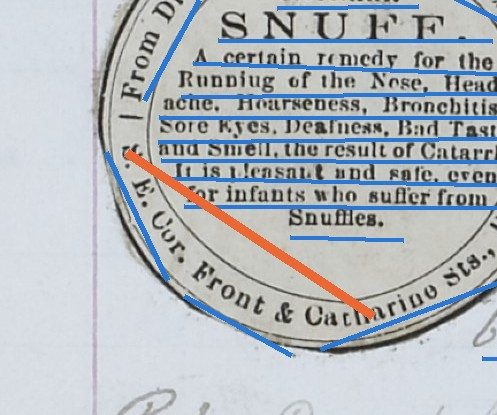 SNUFF.
A certain remedy for the
Running of the Nose, Head
ache, Hoarseness, Bronchitis
Sore Eyes, Deafness, Bad Tast
and Smell, the result of Catarrh
It is pleasant and safe, even
for infants who suffer from
Snuffles.
From D
S. E. Cor. Front & Catharine Sts.,